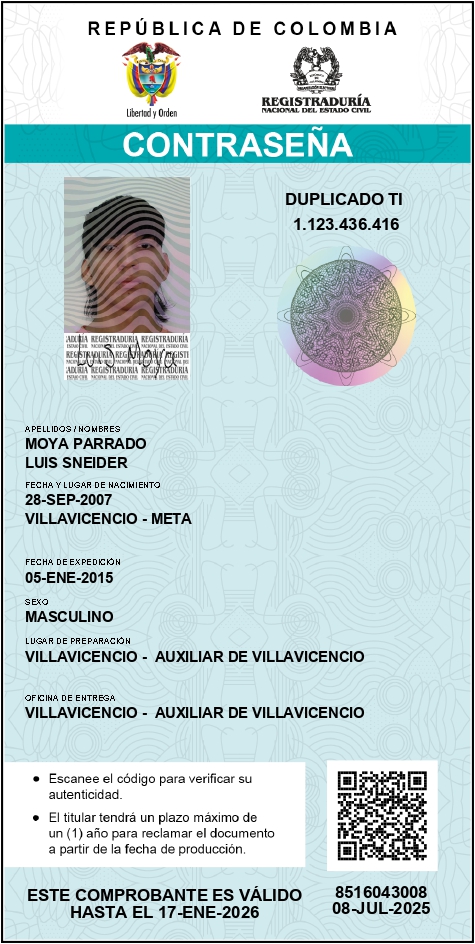 REPÚBLICA DE COLOMBIA
Libertad y Orden
REGISTRADURÍA
NACIONAL DEL ESTADO CIVIL
CONTRASEÑA
DUPLICADO TI
1.123.436.416
Luis Moya
APELLIDOS / NOMBRES
MOYA PARRADO
LUIS SNEIDER
FECHA Y LUGAR DE NACIMIENTO
28-SEP-2007
VILLAVICENCIO - META
FECHA DE EXPEDICIÓN
05-ENE-2015
SEXO
MASCULINO
LUGAR DE PREPARACIÓN
VILLAVICENCIO - AUXILIAR DE VILLAVICENCIO
OFICINA DE ENTREGA
VILLAVICENCIO - AUXILIAR DE VILLAVICENCIO
• Escanee el código para verificar su
autenticidad.
• El titular tendrá un plazo máximo de
un (1) año para reclamar el documento
a partir de la fecha de producción.
ESTE COMPROBANTE ES VÁLIDO
HASTA EL 17-ENE-2026
8516043008
08-JUL-2025